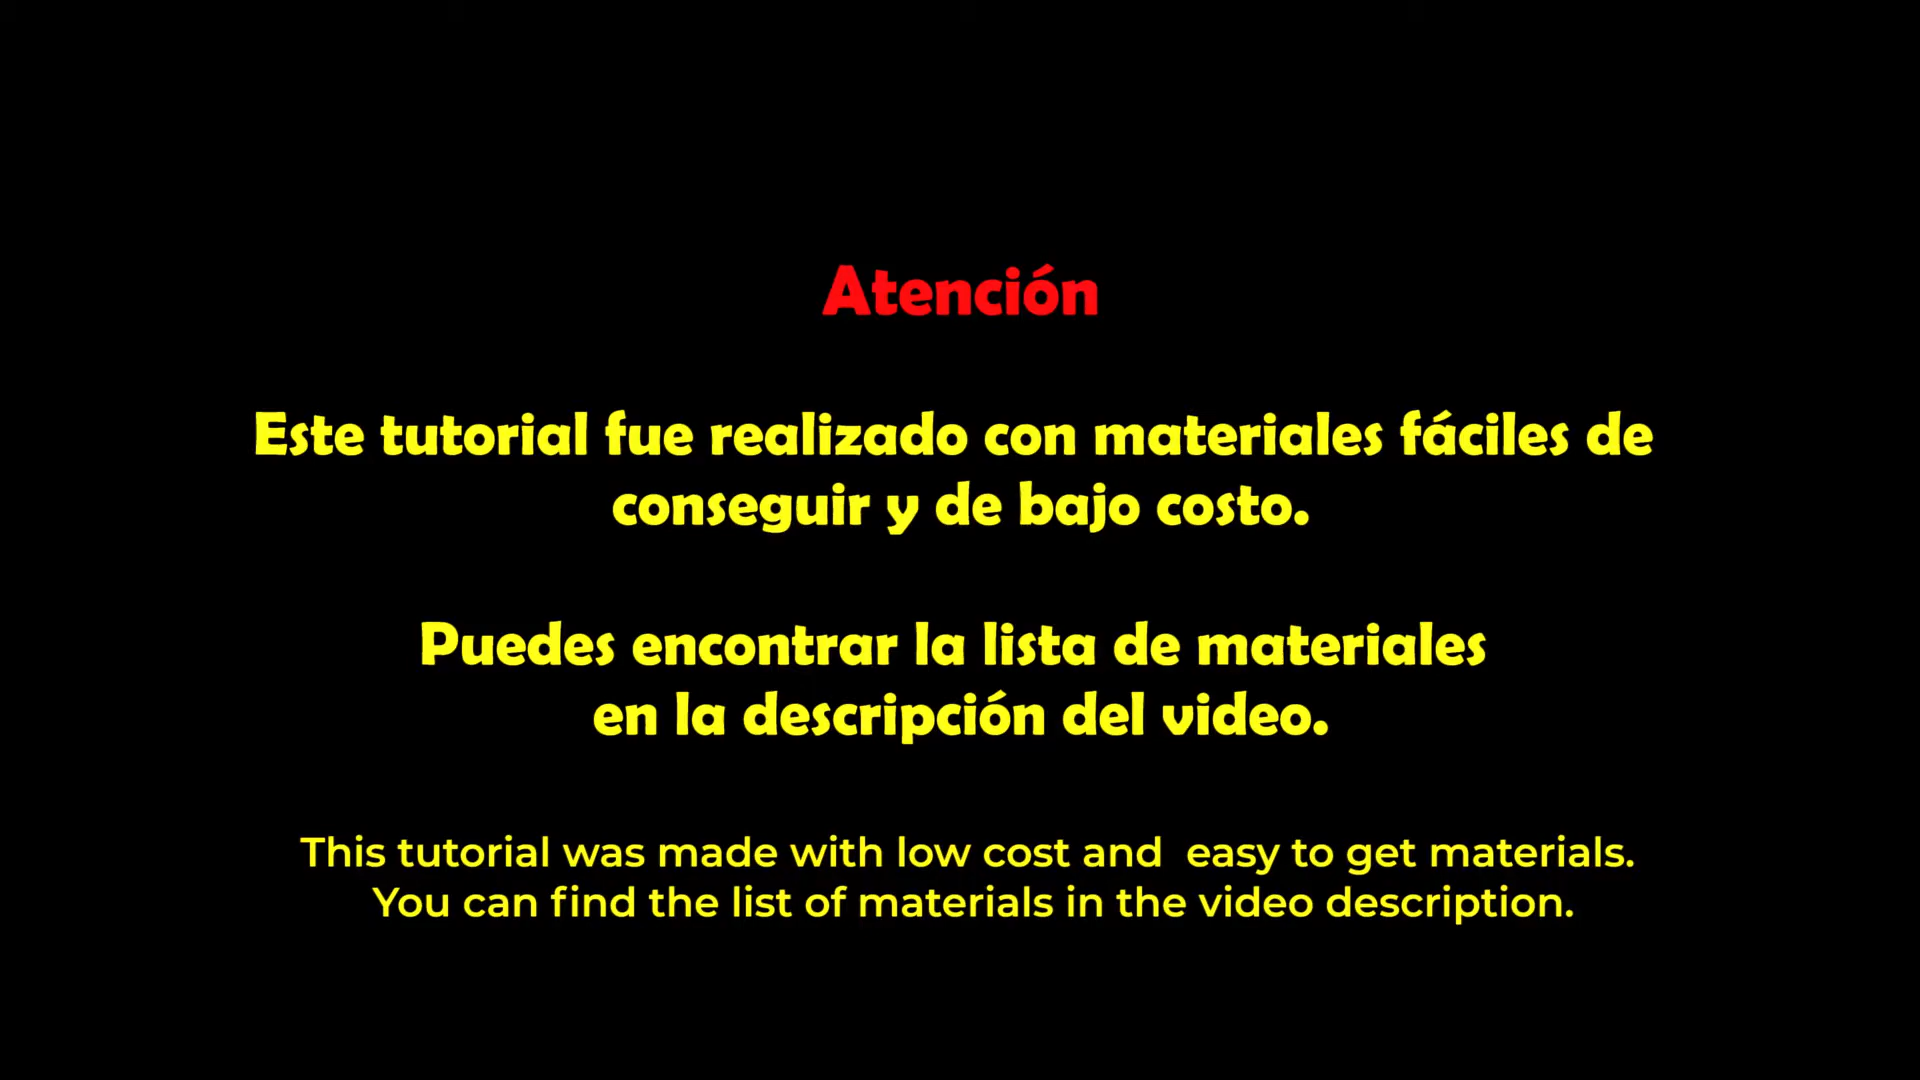 Atención
Este tutorial fue realizado con materiales fáciles de
conseguir y de bajo costo.
Puedes encontrar la lista de materiales
en la descripción del video.
This tutorial was made with low cost and  easy to get materials.
You can find the list of materials in the video description.